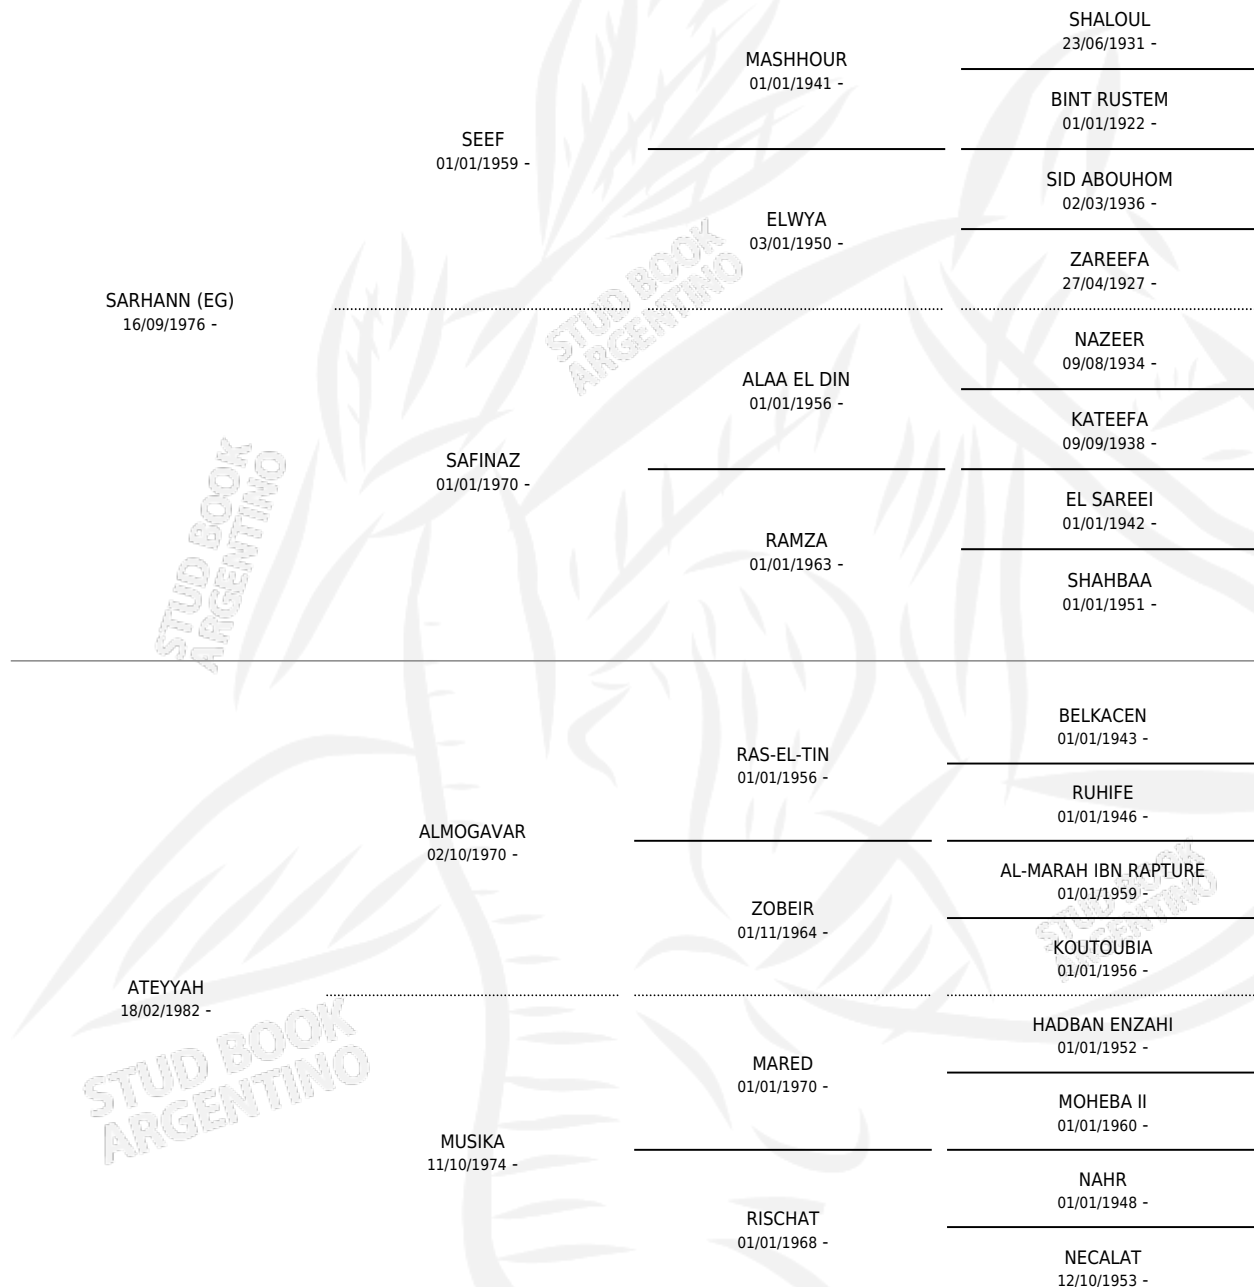 SHALOUL
23/06/1931 -
MASHHOUR
01/01/1941 -
BINT RUSTEM
01/01/1922 -
SEEF
01/01/1959 -
SID ABOUHOM
02/03/1936 -
ELWYA
03/01/1950 -
ZAREEFA
27/04/1927 -
SARHANN (EG)
16/09/1976 -
NAZEER
09/08/1934 -
ALAA EL DIN
01/01/1956 -
KATEEFA
09/09/1938 -
SAFINAZ
01/01/1970 -
EL SAREEI
01/01/1942 -
RAMZA
01/01/1963 -
SHAHBAA
01/01/1951 -
BELKACEN
01/01/1943 -
RAS-EL-TIN
01/01/1956 -
RUHIFE
01/01/1946 -
ALMOGAVAR
02/10/1970 -
AL-MARAH IBN RAPTURE
01/01/1959 -
ZOBEIR
01/11/1964 -
KOUTOUBIA
01/01/1956 -
ATEYYAH
18/02/1982 -
HADBAN ENZAHI
01/01/1952 -
MARED
01/01/1970 -
MOHEBA II
01/01/1960 -
MUSIKA
11/10/1974 -
NAHR
01/01/1948 -
RISCHAT
01/01/1968 -
NECALAT
12/10/1953 -
STUD BOOK
ARGENTINO
STUD BOOK
ARGENTINO
STUD BOOK
ARGENTINO
STUD BOOK
ARGENTINO